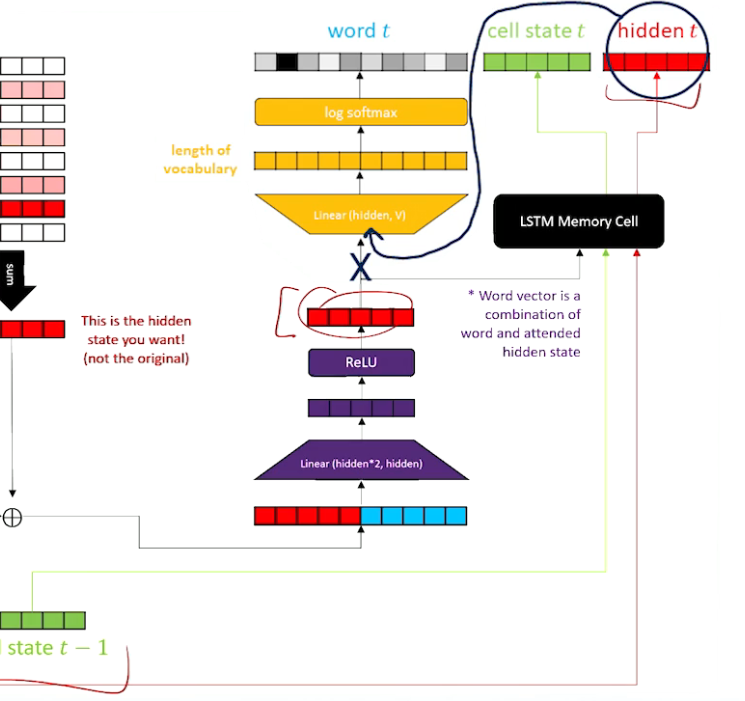 word t
cell state t
hidden t
log softmax
length of
vocabulary
Linear (hidden, V)
LSTM Memory Cell
X
sum
This is the hidden
state you want!
(not the original)
* Word vector is a
combination of
word and attended
hidden state
ReLU
Linear (hidden*2, hidden)
state t − 1